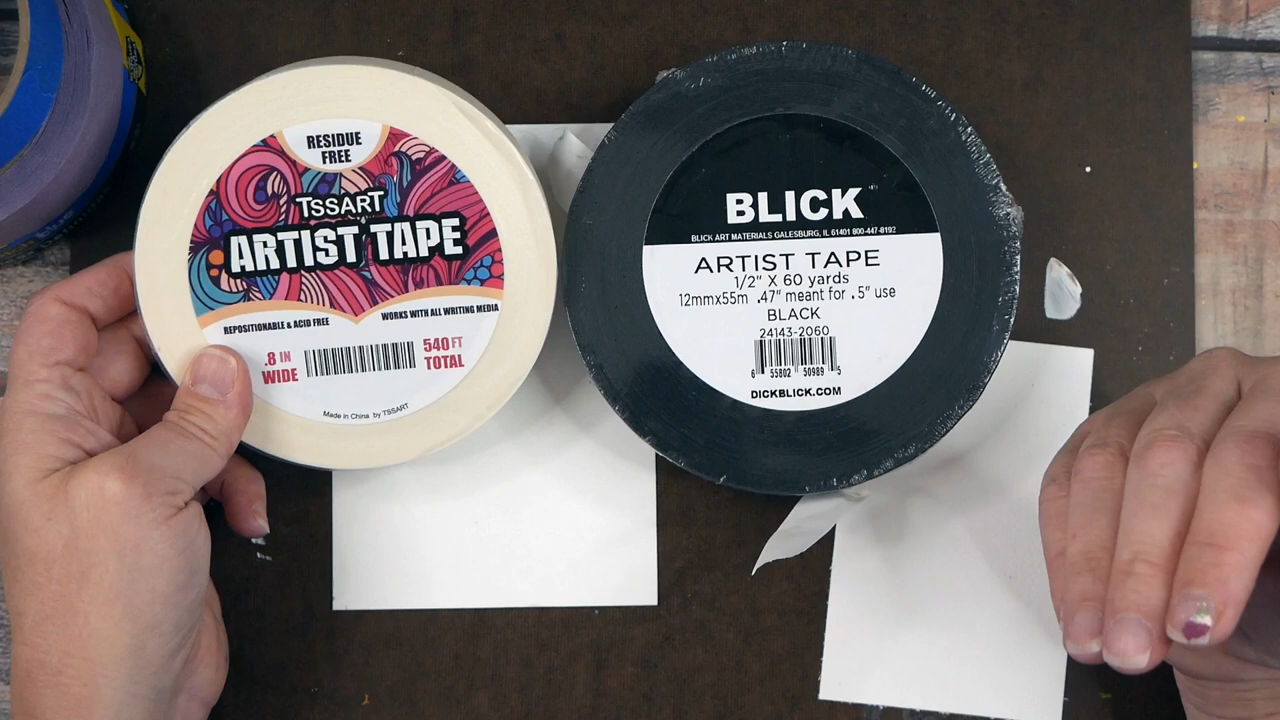 RESIDUE
FREE
TSSART
ARTIST TAPE
REPOSITIONABLE & ACID FREE
WORKS WITH ALL WRITING MEDIA
.8 IN
WIDE
540 FT
TOTAL
Made in China by TSSART
BLICK
BLICK ART MATERIALS GALESBURG, IL 61401 800-447-8192
ARTIST TAPE
1/2" X 60 yards
12mmx55m .47" meant for .5" use
BLACK
24143-2060
6 55802 50989 5
DICKBLICK.COM